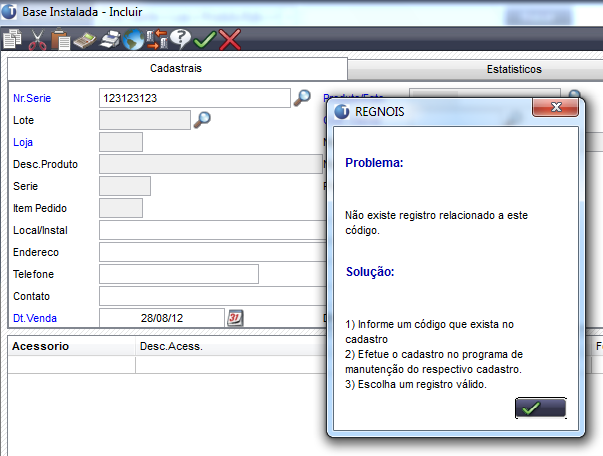 Base Instalada - Incluir
Cadastrais
Estatisticos
Nr.Serie
123123123
Lote
Loja
Desc.Produto
Serie
Item Pedido
Local/Instal
Endereco
Telefone
Contato
Dt.Venda
28/08/12
31
Acessorio
Desc.Acess.
REGNOIS
Problema:
Não existe registro relacionado a este
código.
Solução:
1) Informe um código que exista no
cadastro
2) Efetue o cadastro no programa de
manutenção do respectivo cadastro.
3) Escolha um registro válido.